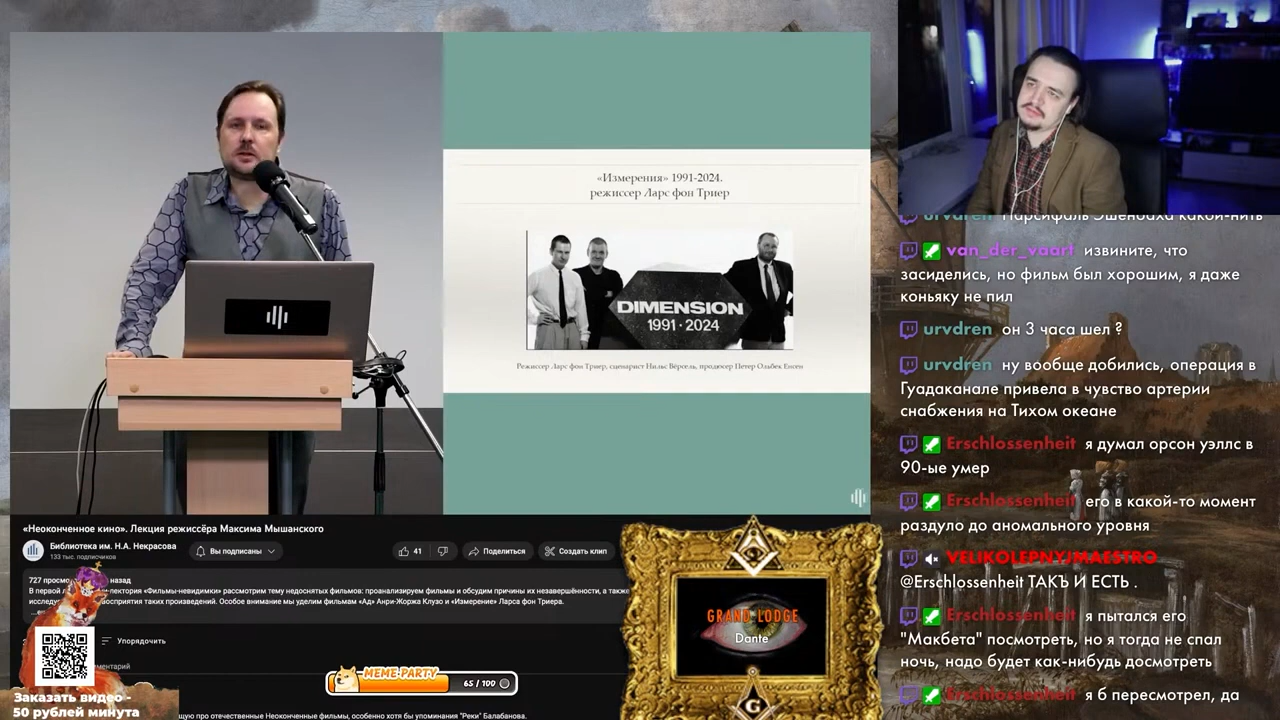 «Измерения» 1991-2024.
режиссер Ларс фон Триер
DIMENSION
1991 · 2024
Режиссер Ларс фон Триер, сценарист Нильс Вёрсель, продюсер Петер Ольбек Енсен
«Неоконченное кино». Лекция режиссёра Максима Мышанского
Библиотека им. Н.А. Некрасова
133 тыс. подписчиков
Вы подписаны
41
Поделиться
Создать клип
727
назад
В первой
лектория «Фильмы-невидимки» рассмотрим тему недоснятых фильмов: проанализируем фильмы и обсудим причины их незавершённости, а также
исследу
восприятия таких произведений. Особое внимание мы уделим фильмам «Ад» Анри-Жоржа Клузо и «Измерение» Ларса фон Триера.
Упорядочить
Заказать видео -
50 рублей минута
MEME PARTY
65 / 100
про отечественные Неоконченные фильмы, особенно хотя бы упоминания "Реки" Балабанова.
GRAND LODGE
Dante
G
urvdren Парсифаль Эшенбаха какой-нить
van_der_vaart извините, что
засиделись, но фильм был хорошим, я даже
коньяку не пил
urvdren он 3 часа шел ?
urvdren ну вообще добились, операция в
Гуадаканале привела в чувство артерии
снабжения на Тихом океане
Erschlossenheit я думал орсон уэллс в
90-ые умер
Erschlossenheit его в какой-то момент
раздуло до аномального уровня
VELIKOLEPNYJMAESTRO
@Erschlossenheit ТАКЪ И ЕСТЬ .
Erschlossenheit я пытался его
"Макбета" посмотреть, но я тогда не спал
ночь, надо будет как-нибудь досмотреть
Erschlossenheit я б пересмотрел, да